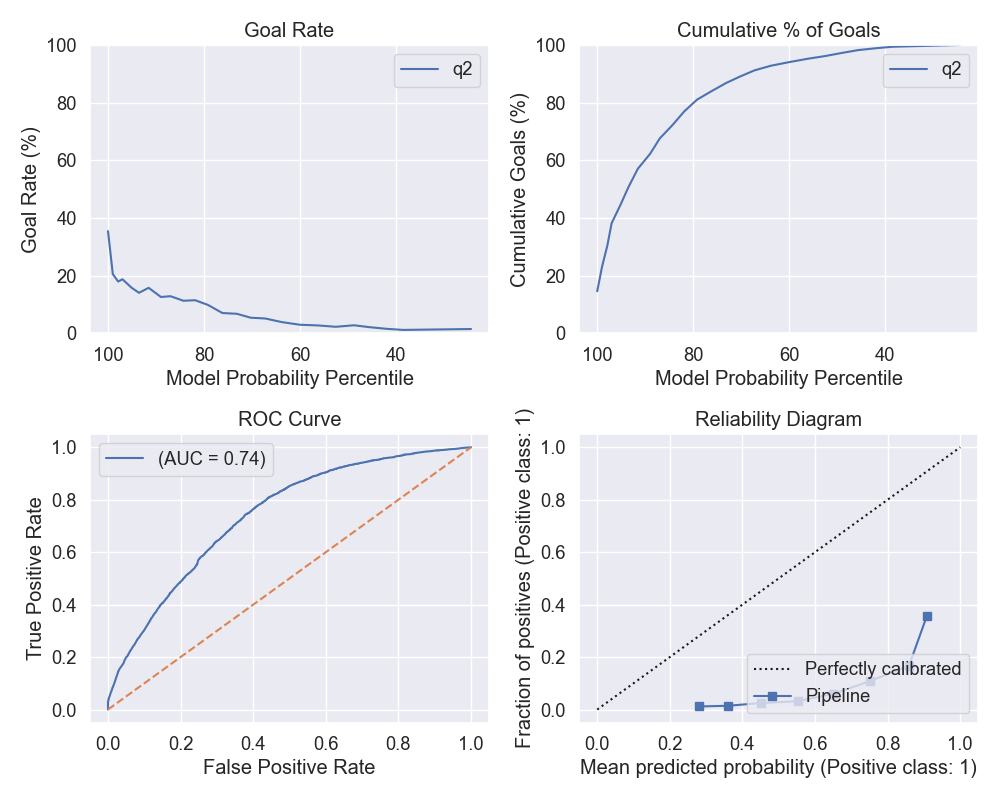 Goal Rate
Goal Rate (%)
100
80
60
40
20
0
q2
100
80
60
40
Model Probability Percentile
Cumulative % of Goals
Cumulative Goals (%)
100
80
60
40
20
0
q2
100
80
60
40
Model Probability Percentile
ROC Curve
True Positive Rate
1.0
0.8
0.6
0.4
0.2
0.0
(AUC = 0.74)
0.0
0.2
0.4
0.6
0.8
1.0
False Positive Rate
Reliability Diagram
Fraction of positives (Positive class: 1)
1.0
0.8
0.6
0.4
0.2
0.0
Perfectly calibrated
Pipeline
0.0
0.2
0.4
0.6
0.8
1.0
Mean predicted probability (Positive class: 1)